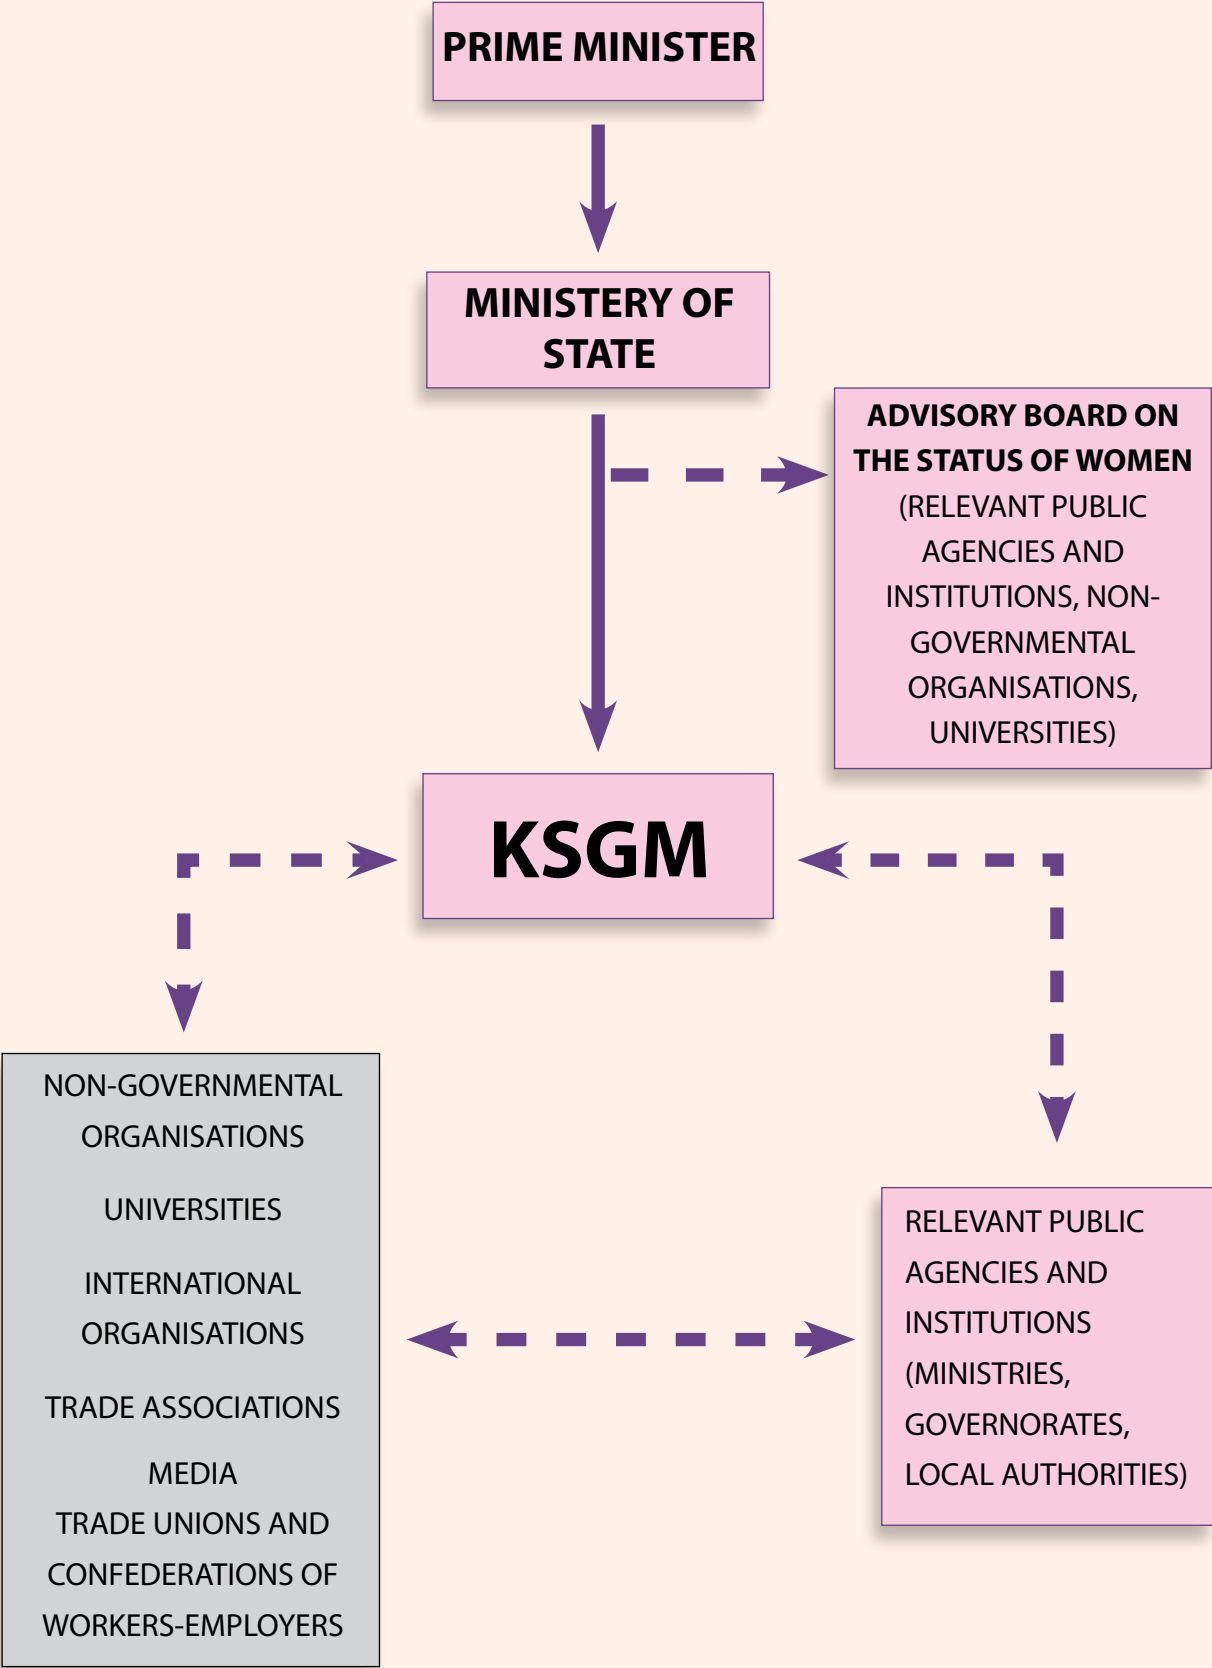 PRIME MINISTER
MINISTERY OF
STATE
ADVISORY BOARD ON
THE STATUS OF WOMEN
(RELEVANT PUBLIC
AGENCIES AND
INSTITUTIONS, NON-
GOVERNMENTAL
ORGANISATIONS,
UNIVERSITIES)
KSGM
NON-GOVERNMENTAL
ORGANISATIONS
UNIVERSITIES
INTERNATIONAL
ORGANISATIONS
TRADE ASSOCIATIONS
MEDIA
TRADE UNIONS AND
CONFEDERATIONS OF
WORKERS-EMPLOYERS
RELEVANT PUBLIC
AGENCIES AND
INSTITUTIONS
(MINISTRIES,
GOVERNORATES,
LOCAL AUTHORITIES)